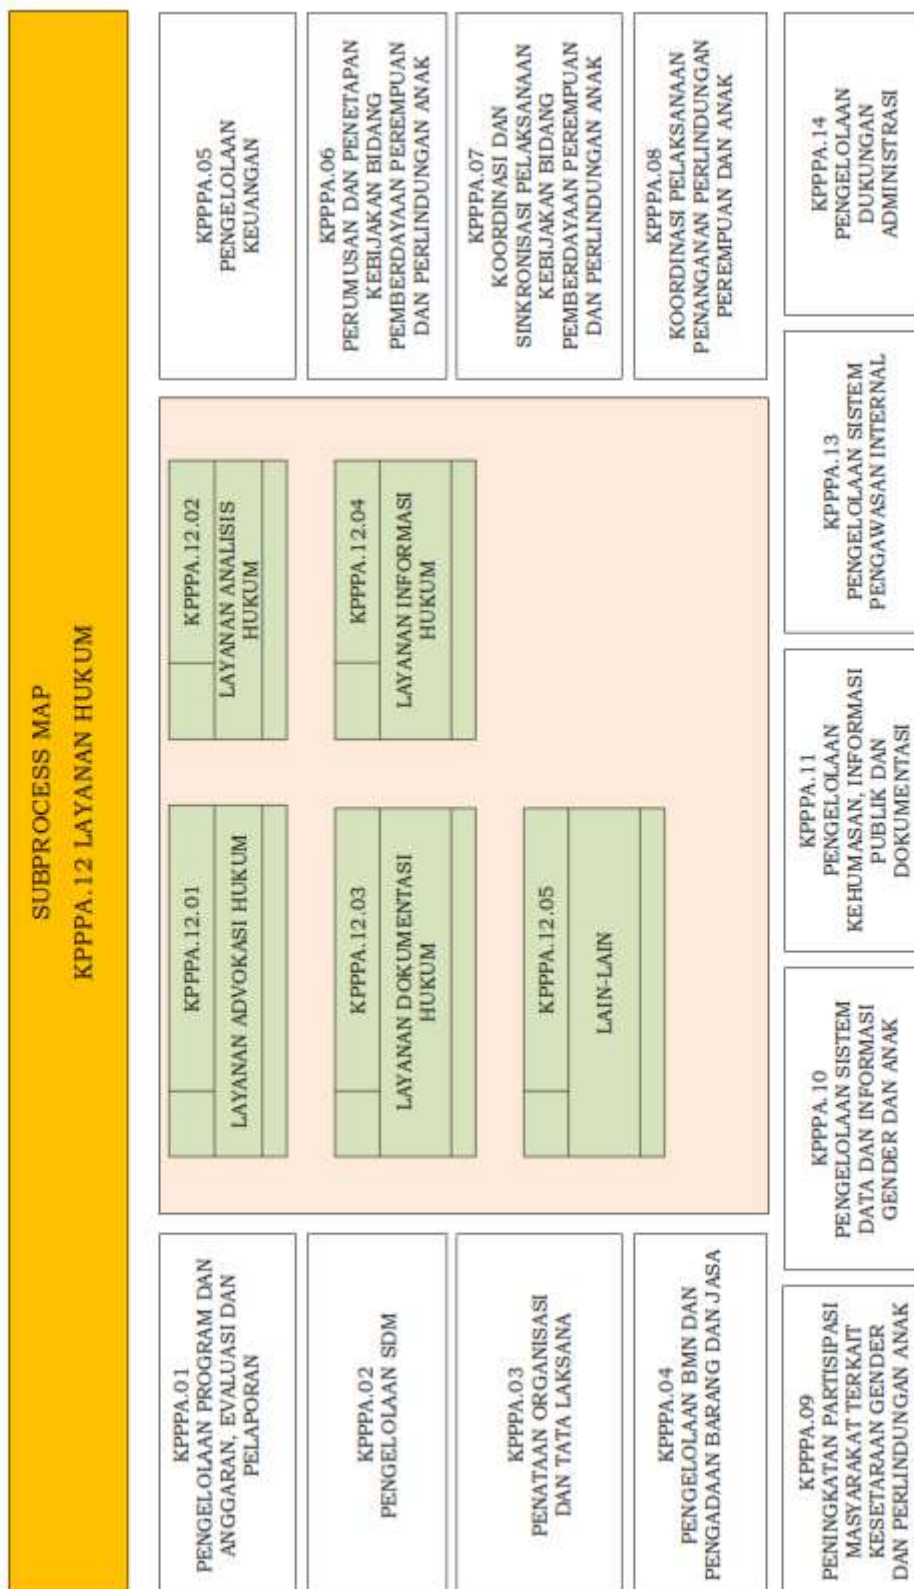 SUBPROCESS MAP
KPPPA.12 LAYANAN HUKUM
KPPPA.01
PENGELOLAAN PROGRAM DAN
ANGGARAN, EVALUASI DAN
PELAPORAN
KPPPA.02
PENGELOLAAN SDM
KPPPA.03
PENATAAN ORGANISASI
DAN TATA LAKSANA
KPPPA.04
PENGELOLAAN BMN DAN
PENGADAAN BARANG DAN JASA
KPPPA.12.01
LAYANAN ADVOKASI HUKUM
KPPPA.12.02
LAYANAN ANALISIS
HUKUM
KPPPA.12.03
LAYANAN DOKUMENTASI
HUKUM
KPPPA.12.04
LAYANAN INFORMASI
HUKUM
KPPPA.12.05
LAIN-LAIN
KPPPA.05
PENGELOLAAN
KEUANGAN
KPPPA.06
PERUMUSAN DAN PENETAPAN
KEBIJAKAN BIDANG
PEMBERDAYAAN PEREMPUAN
DAN PERLINDUNGAN ANAK
KPPPA.07
KOORDINASI DAN
SINKRONISASI PELAKSANAAN
KEBIJAKAN BIDANG
PEMBERDAYAAN PEREMPUAN
DAN PERLINDUNGAN ANAK
KPPPA.08
KOORDINASI PELAKSANAAN
PENANGANAN PERLINDUNGAN
PEREMPUAN DAN ANAK
KPPPA.09
PENINGKATAN PARTISIPASI
MASYARAKAT TERKAIT
KESETARAAN GENDER
DAN PERLINDUNGAN ANAK
KPPPA.10
PENGELOLAAN SISTEM
DATA DAN INFORMASI
GENDER DAN ANAK
KPPPA.11
PENGELOLAAN
KEHUMASAN, INFORMASI
PUBLIK DAN
DOKUMENTASI
KPPPA.13
PENGELOLAAN SISTEM
PENGAWASAN INTERNAL
KPPPA.14
PENGELOLAAN
DUKUNGAN
ADMINISTRASI